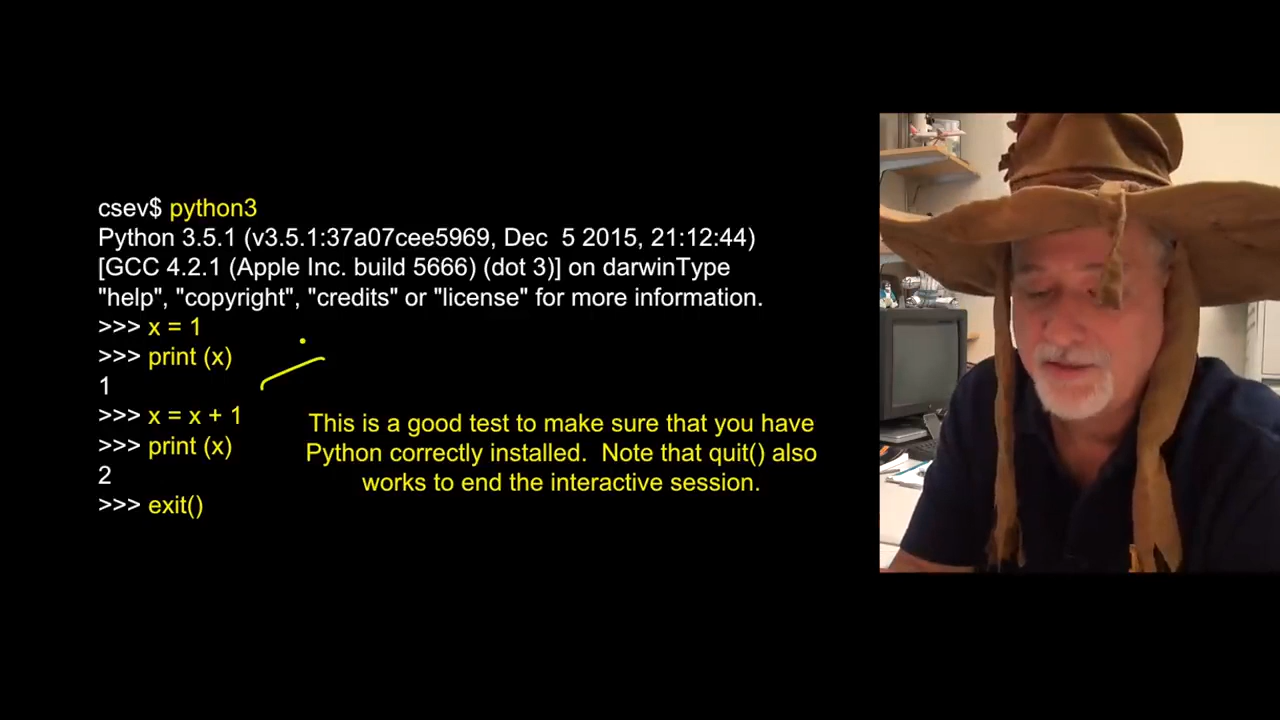 csev$ python3
Python 3.5.1 (v3.5.1:37a07cee5969, Dec  5 2015, 21:12:44)
[GCC 4.2.1 (Apple Inc. build 5666) (dot 3)] on darwinType
"help", "copyright", "credits" or "license" for more information.
>>> x = 1
>>> print (x)
1
>>> x = x + 1
>>> print (x)
2
>>> exit()
This is a good test to make sure that you have
Python correctly installed.  Note that quit() also
works to end the interactive session.